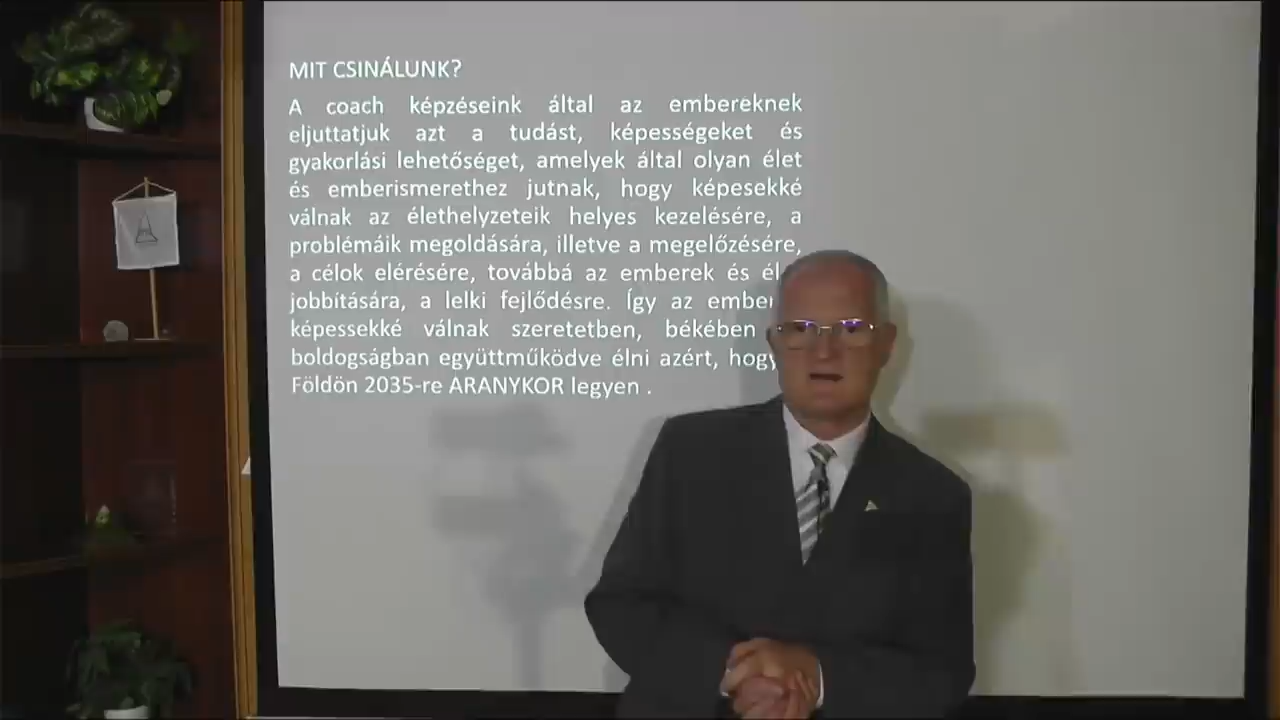 MIT CSINÁLUNK?
A coach képzéseink által az embereknek
eljuttatjuk azt a tudást, képességeket és
gyakorlási lehetőséget, amelyek által olyan élet
és emberismerethez jutnak, hogy képesekké
válnak az élethelyzeteik helyes kezelésére, a
problémáik megoldására, illetve a megelőzésére,
a célok elérésére, továbbá az emberek és
jobbítására, a lelki fejlődésre. Így az
képessekké válnak szeretetben, békében
boldogságban együttműködve élni azért, hogy
Földön 2035-re ARANYKOR legyen .